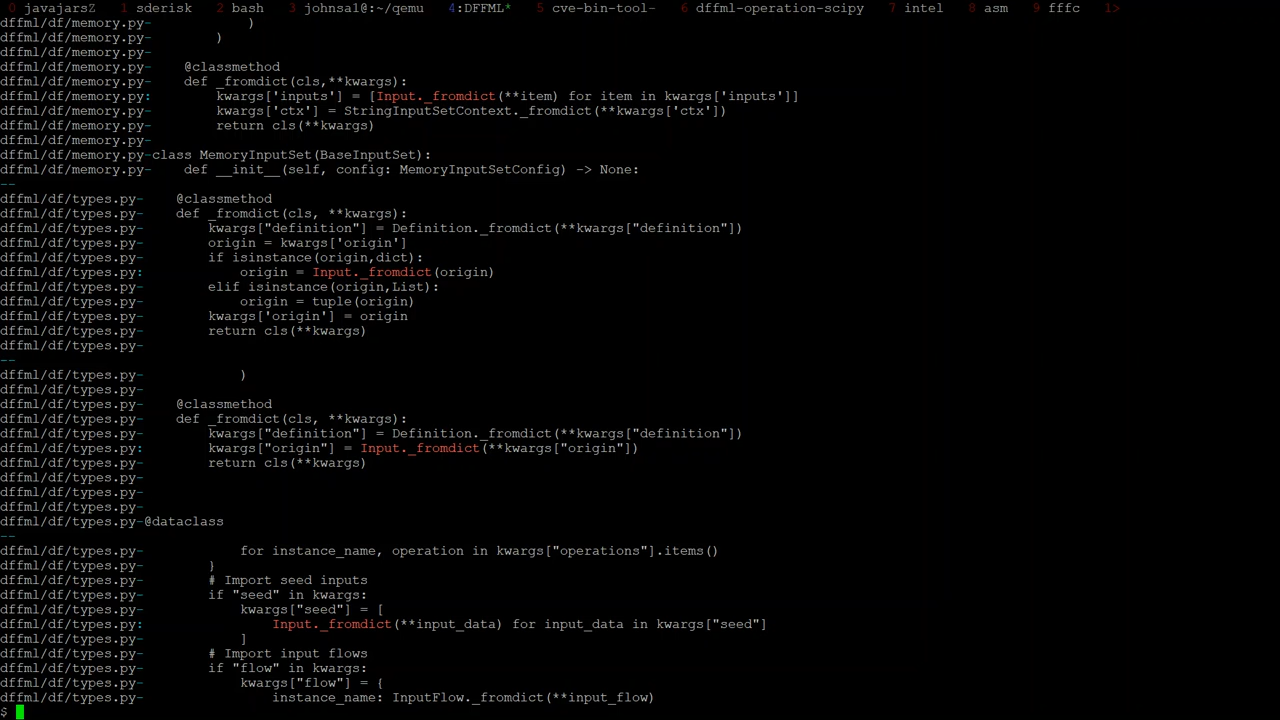 0 javajarsZ  1 sderisk  2 bash  3 johnsa1@:~/qemu  4:DFFML*  5 cve-bin-tool-  6 dffml-operation-scipy  7 intel  8 asm  9 fffc  1>
dffml/df/memory.py-             )
dffml/df/memory.py-         )
dffml/df/memory.py-
dffml/df/memory.py-     @classmethod
dffml/df/memory.py-     def _fromdict(cls,**kwargs):
dffml/df/memory.py:         kwargs['inputs'] = [Input._fromdict(**item) for item in kwargs['inputs']]
dffml/df/memory.py-         kwargs['ctx'] = StringInputSetContext._fromdict(**kwargs['ctx'])
dffml/df/memory.py-         return cls(**kwargs)
dffml/df/memory.py-
dffml/df/memory.py-class MemoryInputSet(BaseInputSet):
dffml/df/memory.py-    def __init__(self, config: MemoryInputSetConfig) -> None:
--
dffml/df/types.py-    @classmethod
dffml/df/types.py-    def _fromdict(cls, **kwargs):
dffml/df/types.py-        kwargs["definition"] = Definition._fromdict(**kwargs["definition"])
dffml/df/types.py-        origin = kwargs['origin']
dffml/df/types.py-        if isinstance(origin,dict):
dffml/df/types.py:            origin = Input._fromdict(origin)
dffml/df/types.py-        elif isinstance(origin,List):
dffml/df/types.py-            origin = tuple(origin)
dffml/df/types.py-        kwargs['origin'] = origin
dffml/df/types.py-        return cls(**kwargs)
dffml/df/types.py-
--
dffml/df/types.py-            )
dffml/df/types.py-
dffml/df/types.py-    @classmethod
dffml/df/types.py-    def _fromdict(cls, **kwargs):
dffml/df/types.py-        kwargs["definition"] = Definition._fromdict(**kwargs["definition"])
dffml/df/types.py:        kwargs["origin"] = Input._fromdict(**kwargs["origin"])
dffml/df/types.py-        return cls(**kwargs)
dffml/df/types.py-
dffml/df/types.py-
dffml/df/types.py-
dffml/df/types.py-@dataclass
--
dffml/df/types.py-            for instance_name, operation in kwargs["operations"].items()
dffml/df/types.py-        }
dffml/df/types.py-        # Import seed inputs
dffml/df/types.py-        if "seed" in kwargs:
dffml/df/types.py-            kwargs["seed"] = [
dffml/df/types.py:                Input._fromdict(**input_data) for input_data in kwargs["seed"]
dffml/df/types.py-            ]
dffml/df/types.py-        # Import input flows
dffml/df/types.py-        if "flow" in kwargs:
dffml/df/types.py-            kwargs["flow"] = {
dffml/df/types.py-                instance_name: InputFlow._fromdict(**input_flow)
$